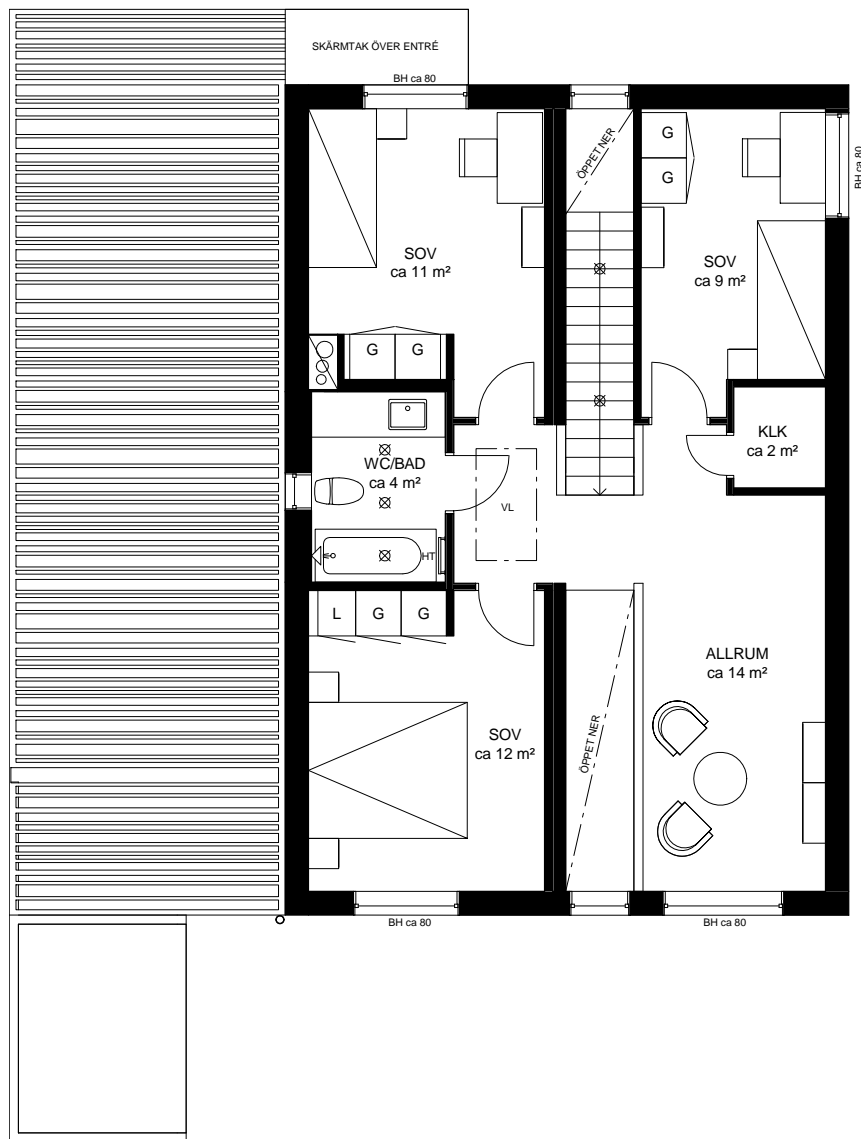 SKÄRMTAK ÖVER ENTRÉ
BH ca 80
ÖPPET NER
G
G
BH ca 80
SOV
ca 11 m²
SOV
ca 9 m²
G G
KLK
ca 2 m²
WC/BAD
ca 4 m²
VL
HT
L G G
ALLRUM
ca 14 m²
SOV
ca 12 m²
ÖPPET NER
BH ca 80
BH ca 80